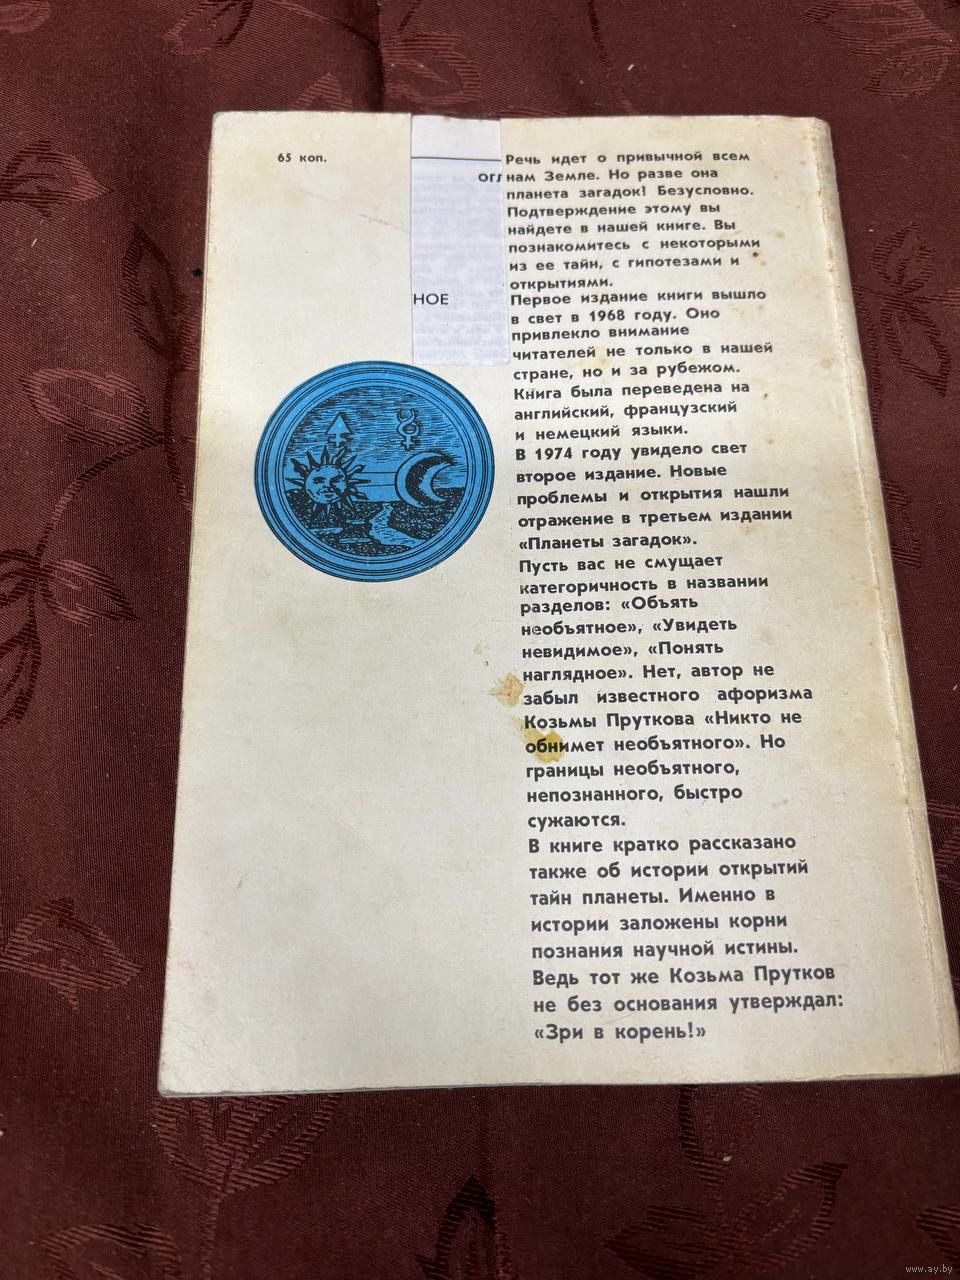 65 коп.
ОГЛ
НОЕ
Речь идет о привычной всем
нам Земле. Но разве она
планета загадок? Безусловно.
Подтверждение этому вы
найдете в нашей книге. Вы
познакомитесь с некоторыми
из ее тайн, с гипотезами и
открытиями.
Первое издание книги вышло
в свет в 1968 году. Оно
привлекло внимание
читателей не только в нашей
стране, но и за рубежом.
Книга была переведена на
английский, французский
и немецкий языки.
В 1974 году увидело свет
второе издание. Новые
проблемы и открытия нашли
отражение в третьем издании
«Планеты загадок».
Пусть вас не смущает
категоричность в названии
разделов: «Объять
необъятное», «Увидеть
невидимое», «Понять
наглядное». Нет, автор не
забыл известного афоризма
Козьмы Пруткова «Никто не
обнимет необъятного». Но
границы необъятного,
непознанного, быстро
сужаются.
В книге кратко рассказано
также об истории открытий
тайн планеты. Именно в
истории заложены корни
познания научной истины.
Ведь тот же Козьма Прутков
не без основания утверждал:
«Зри в корень!»
www.ay.by